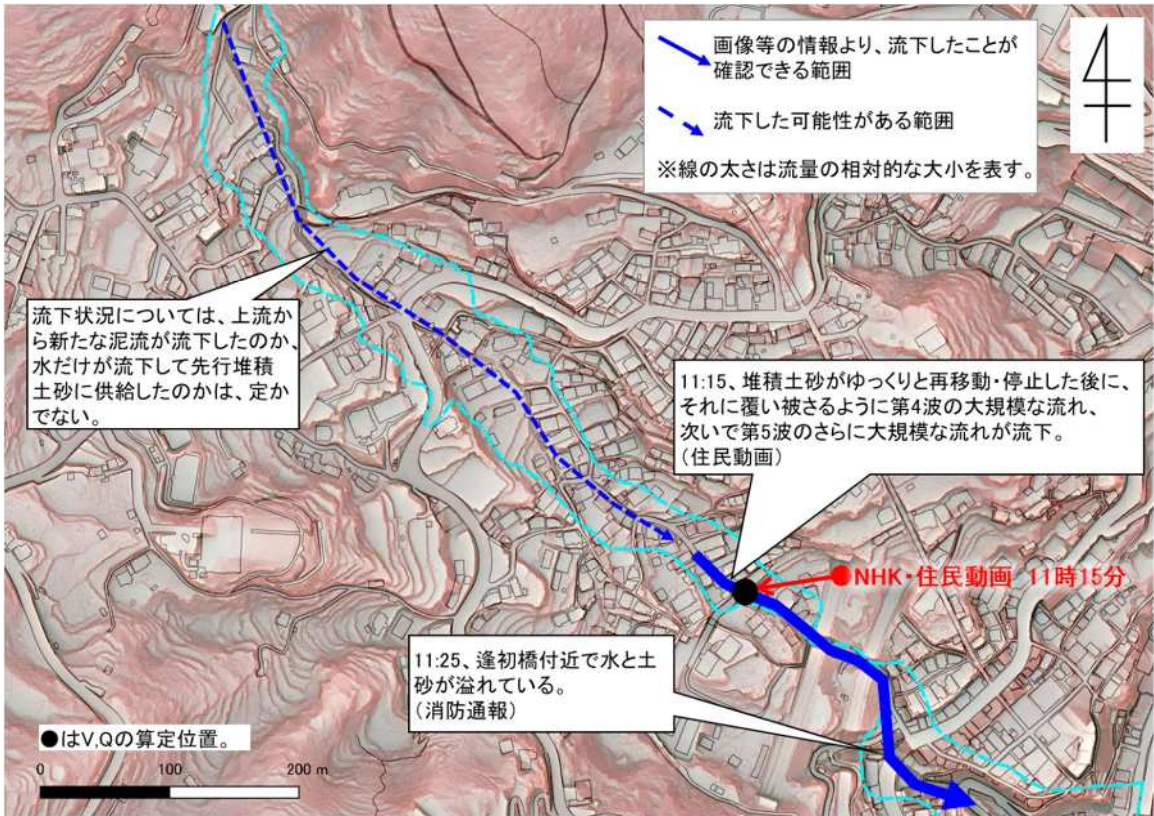 画像等の情報より、流下したことが
確認できる範囲
流下した可能性がある範囲
※線の太さは流量の相対的な大小を表す。
流下状況については、上流か
ら新たな泥流が流下したのか、
水だけが流下して先行堆積
土砂に供給したのかは、定か
でない。
11:15、堆積土砂がゆっくりと再移動・停止した後に、
それに覆い被さるように第4波の大規模な流れ、
次いで第5波のさらに大規模な流れが流下。
(住民動画)
●NHK・住民動画 11時15分
11:25、逢初橋付近で水と土
砂が溢れている。
(消防通報)
●はV,Qの算定位置。
0 100 200 m